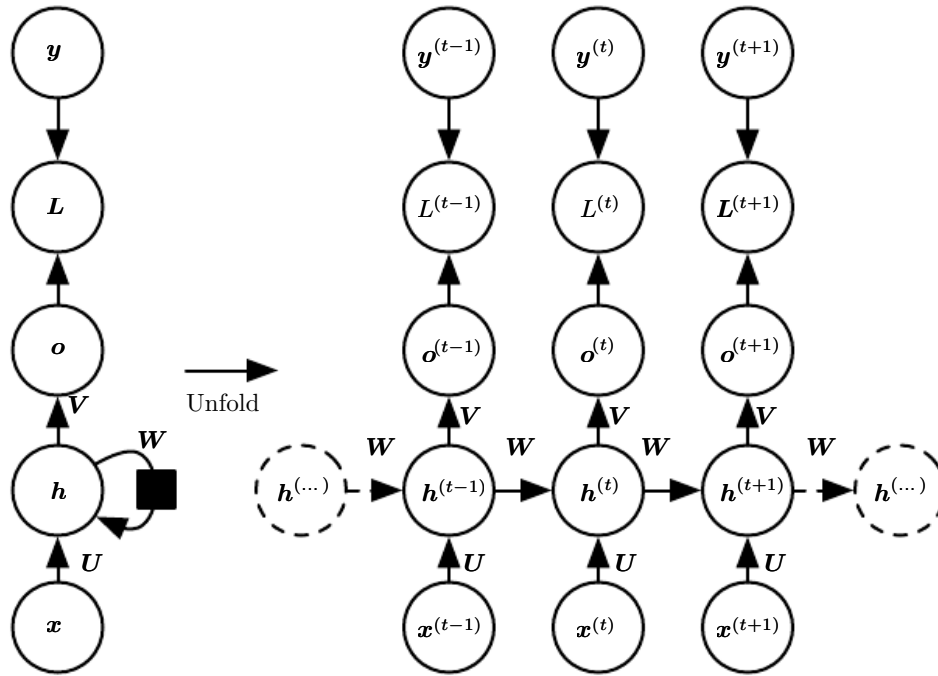 y y^(t−1) y^(t) y^(t+1)
L L^(t−1) L^(t) L^(t+1)
o o^(t−1) o^(t) o^(t+1)
Unfold
V V V V
W W W W W
h h^(...) h^(t−1) h^(t) h^(t+1) h^(...)
U U U U
x x^(t−1) x^(t) x^(t+1)